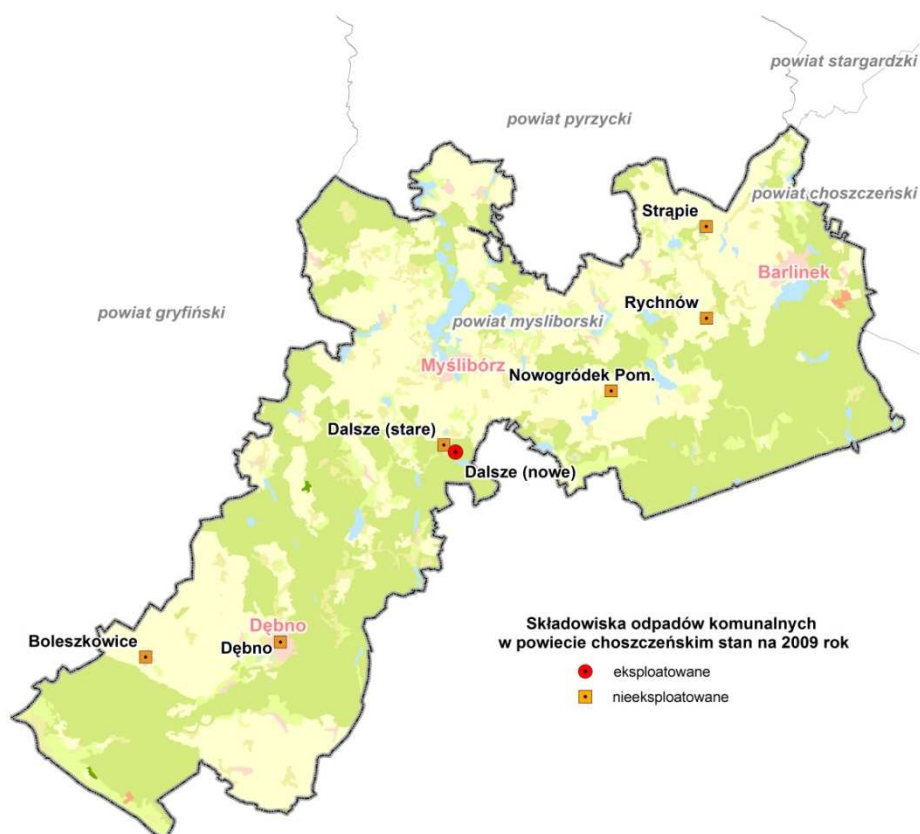 powiat stargardzki
powiat pyrzycki
powiat choszczeński
Strąpie
Barlinek
Rychnów
powiat gryfiński
powiat mysliborski
Myślibórz
Nowogródek Pom.
Dalsze (stare)
Dalsze (nowe)
Dębno
Boleszkowice
Dębno
Składowiska odpadów komunalnych
w powiecie choszczeńskim stan na 2009 rok
eksploatowane
nieeksploatowane